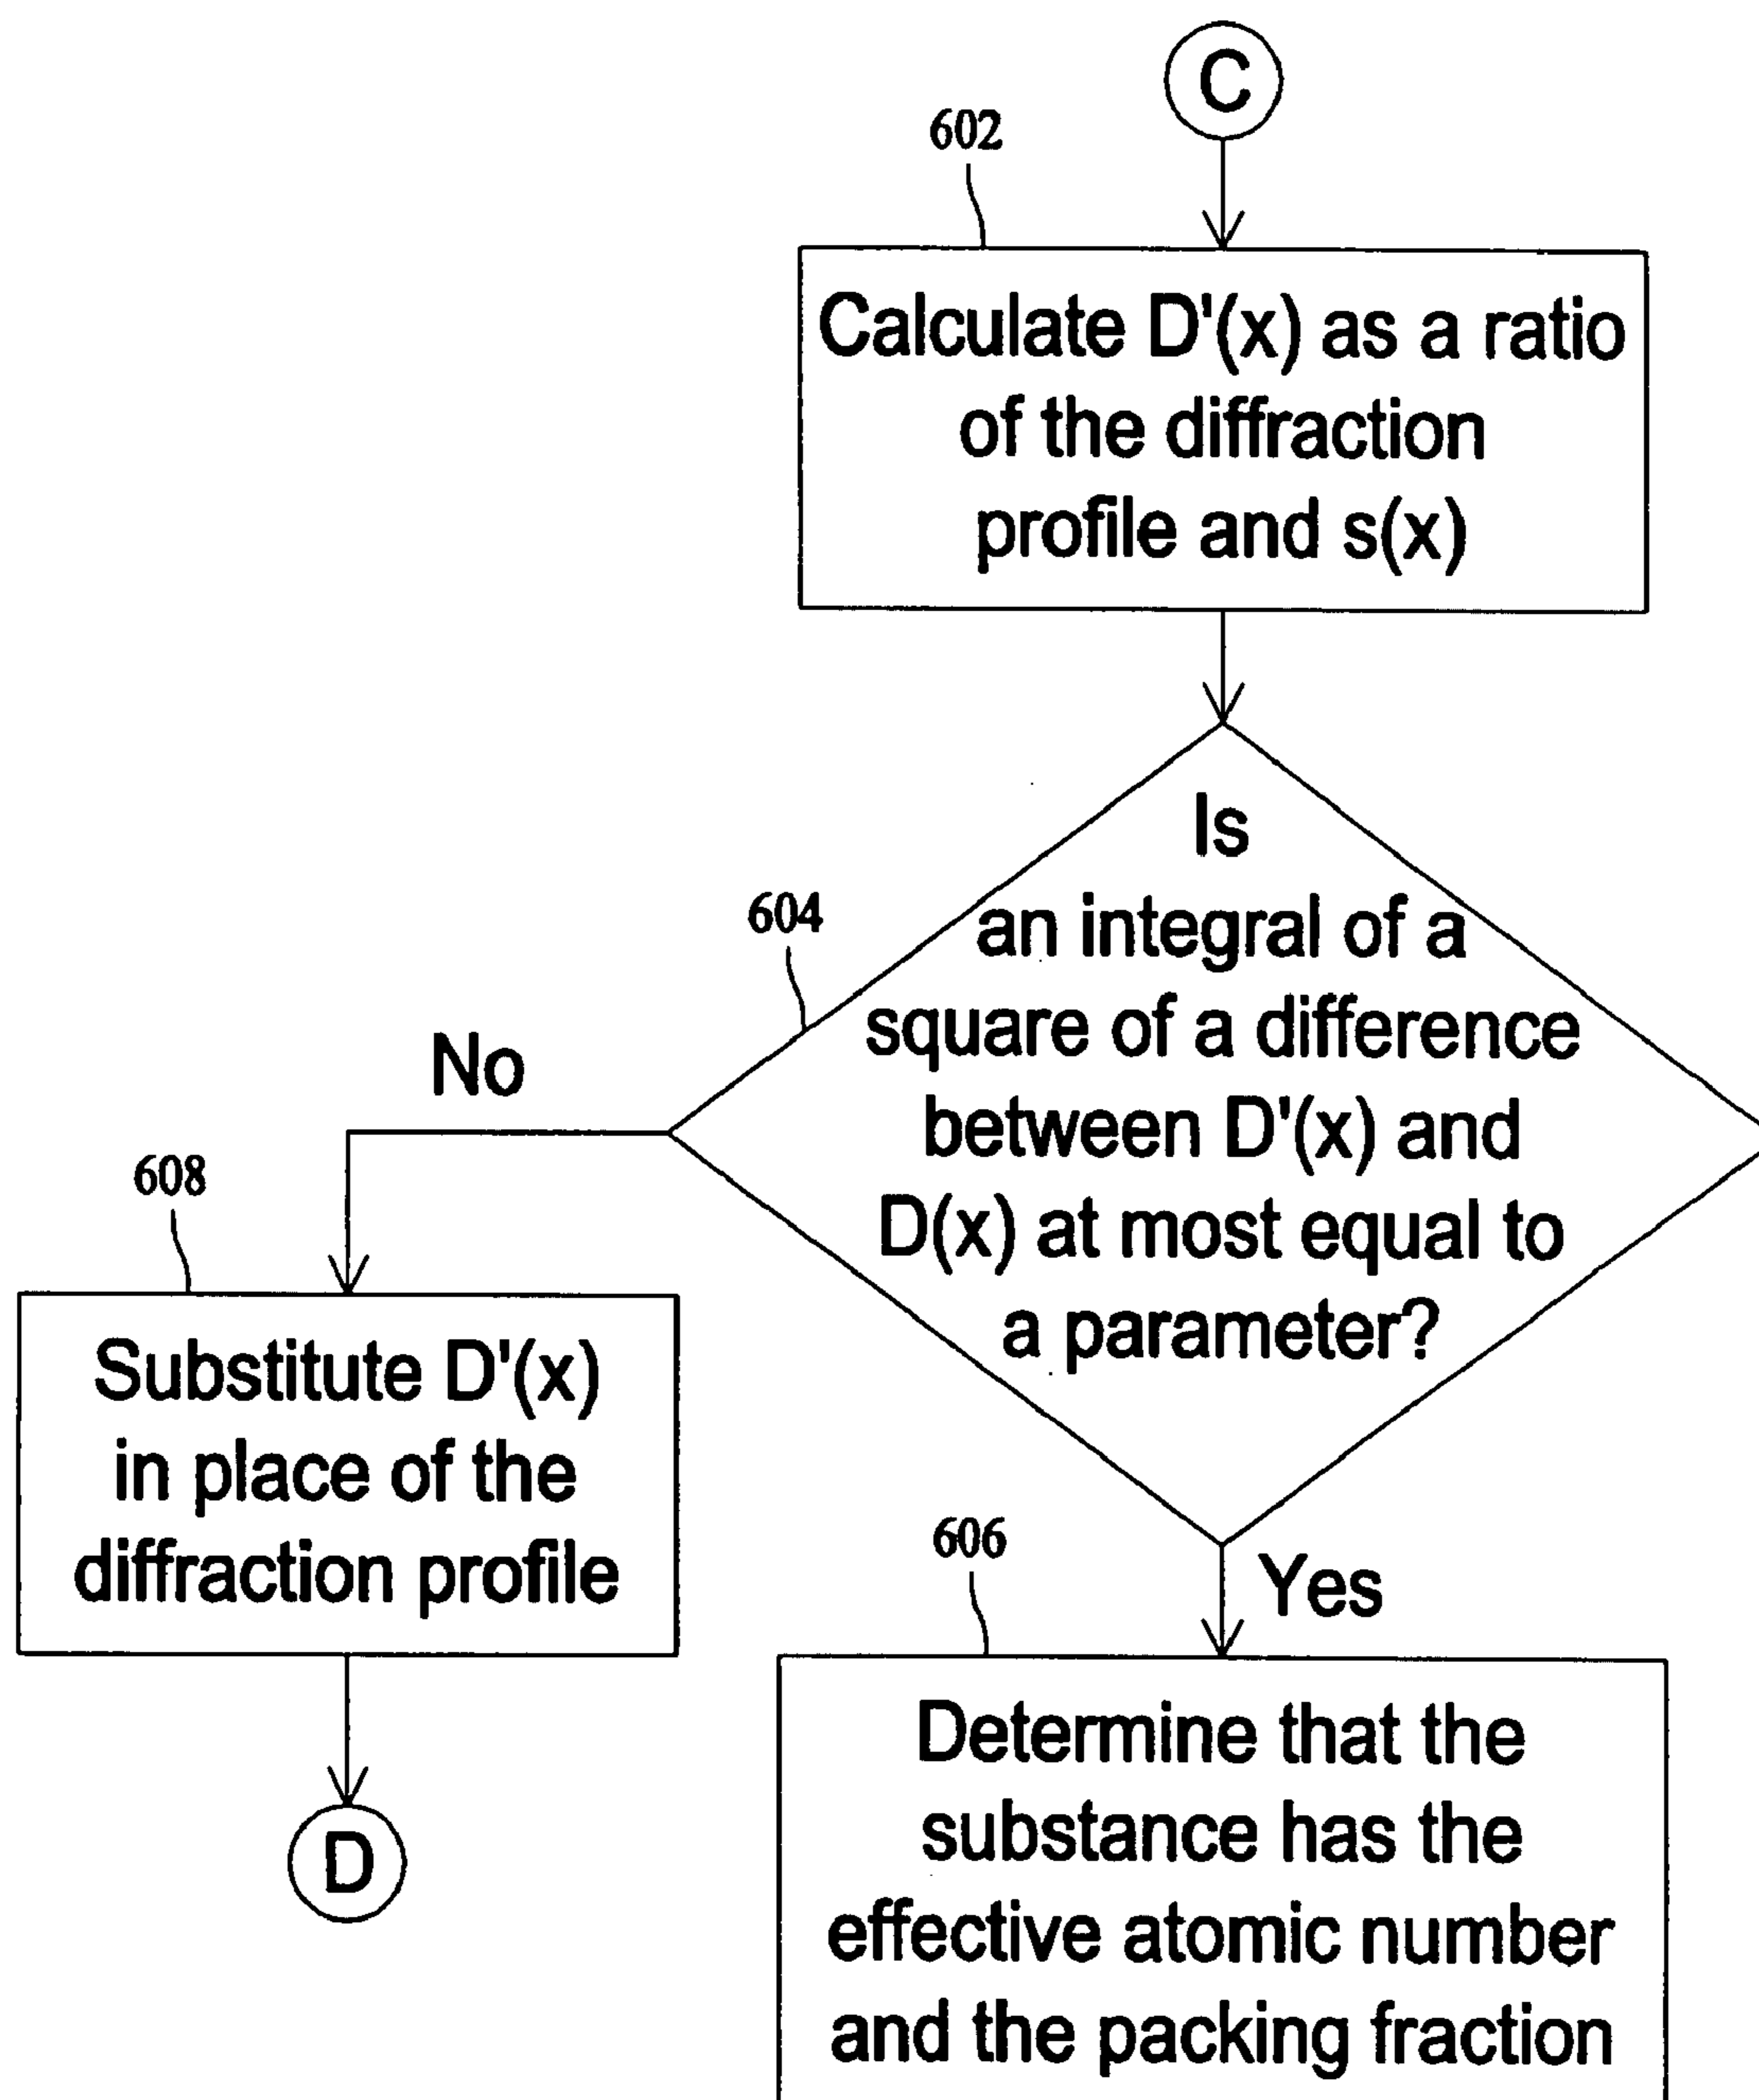 C
602
Calculate D'(x) as a ratio
of the diffraction
profile and s(x)
604
Is
an integral of a
square of a difference
between D'(x) and
D(x) at most equal to
a parameter?
No
608
Substitute D'(x)
in place of the
diffraction profile
D
Yes
606
Determine that the
substance has the
effective atomic number
and the packing fraction